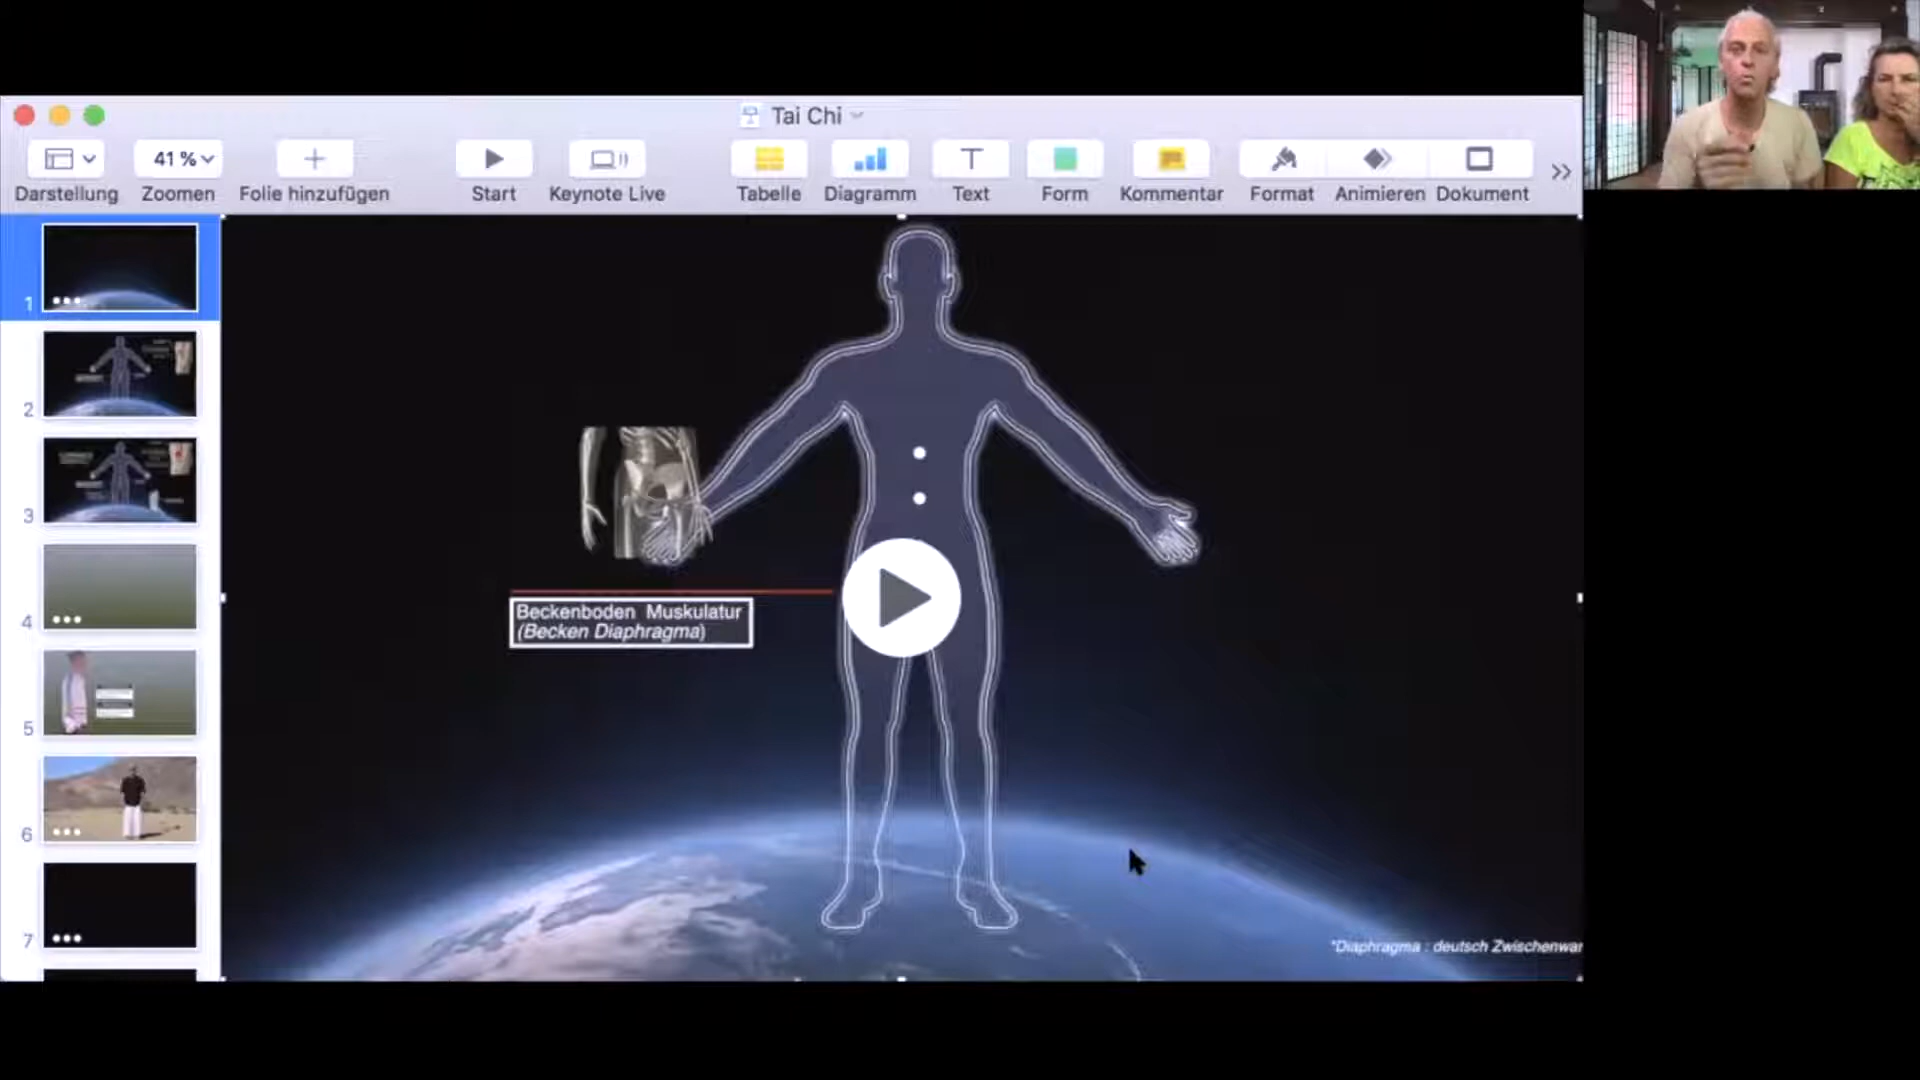 Tai Chi
41 %
Darstellung Zoomen Folie hinzufügen Start Keynote Live Tabelle Diagramm Text Form Kommentar Format Animieren Dokument
1
2
3
4
5
6
7
Beckenboden Muskulatur
(Becken Diaphragma)
*Diaphragma : deutsch Zwischenwan